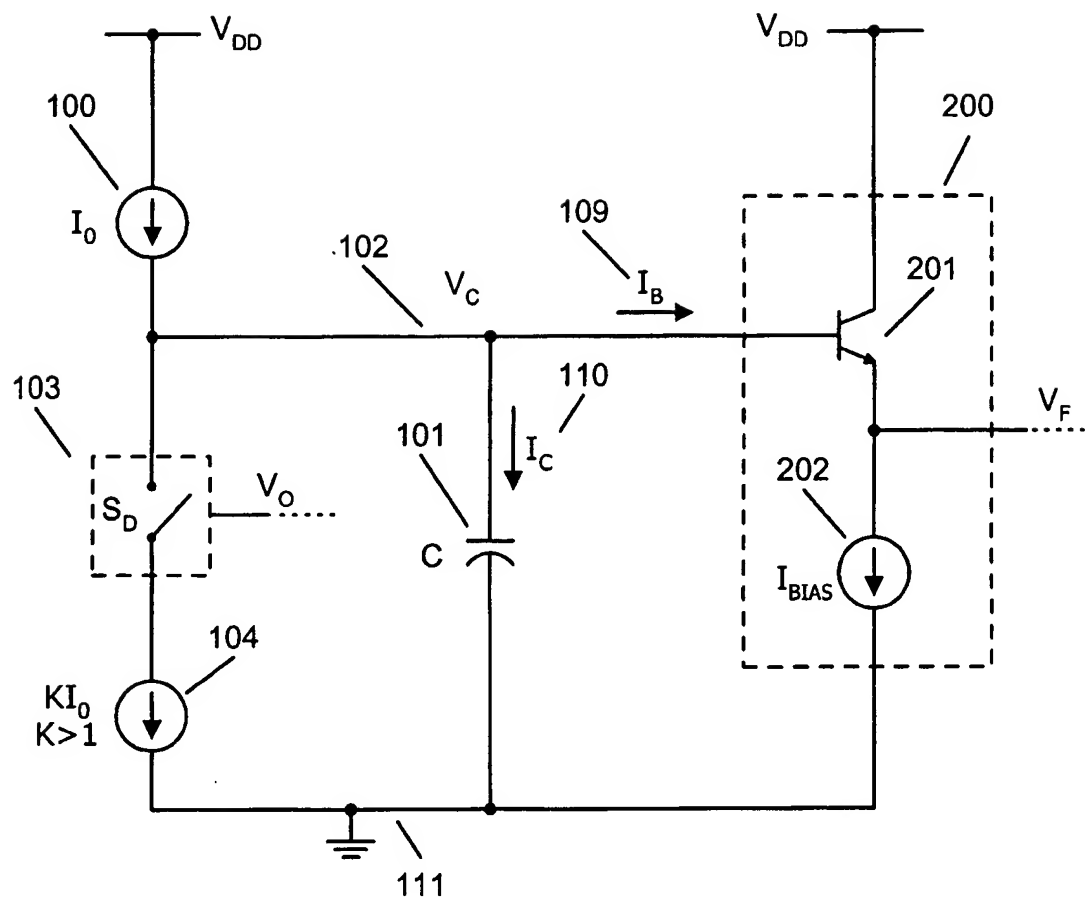 V_DD
V_DD
100
200
I_0
109
102
V_C
I_B
201
103
110
V_F
101
I_C
V_O
202
S_D
C
I_BIAS
104
KI_0
K>1
111